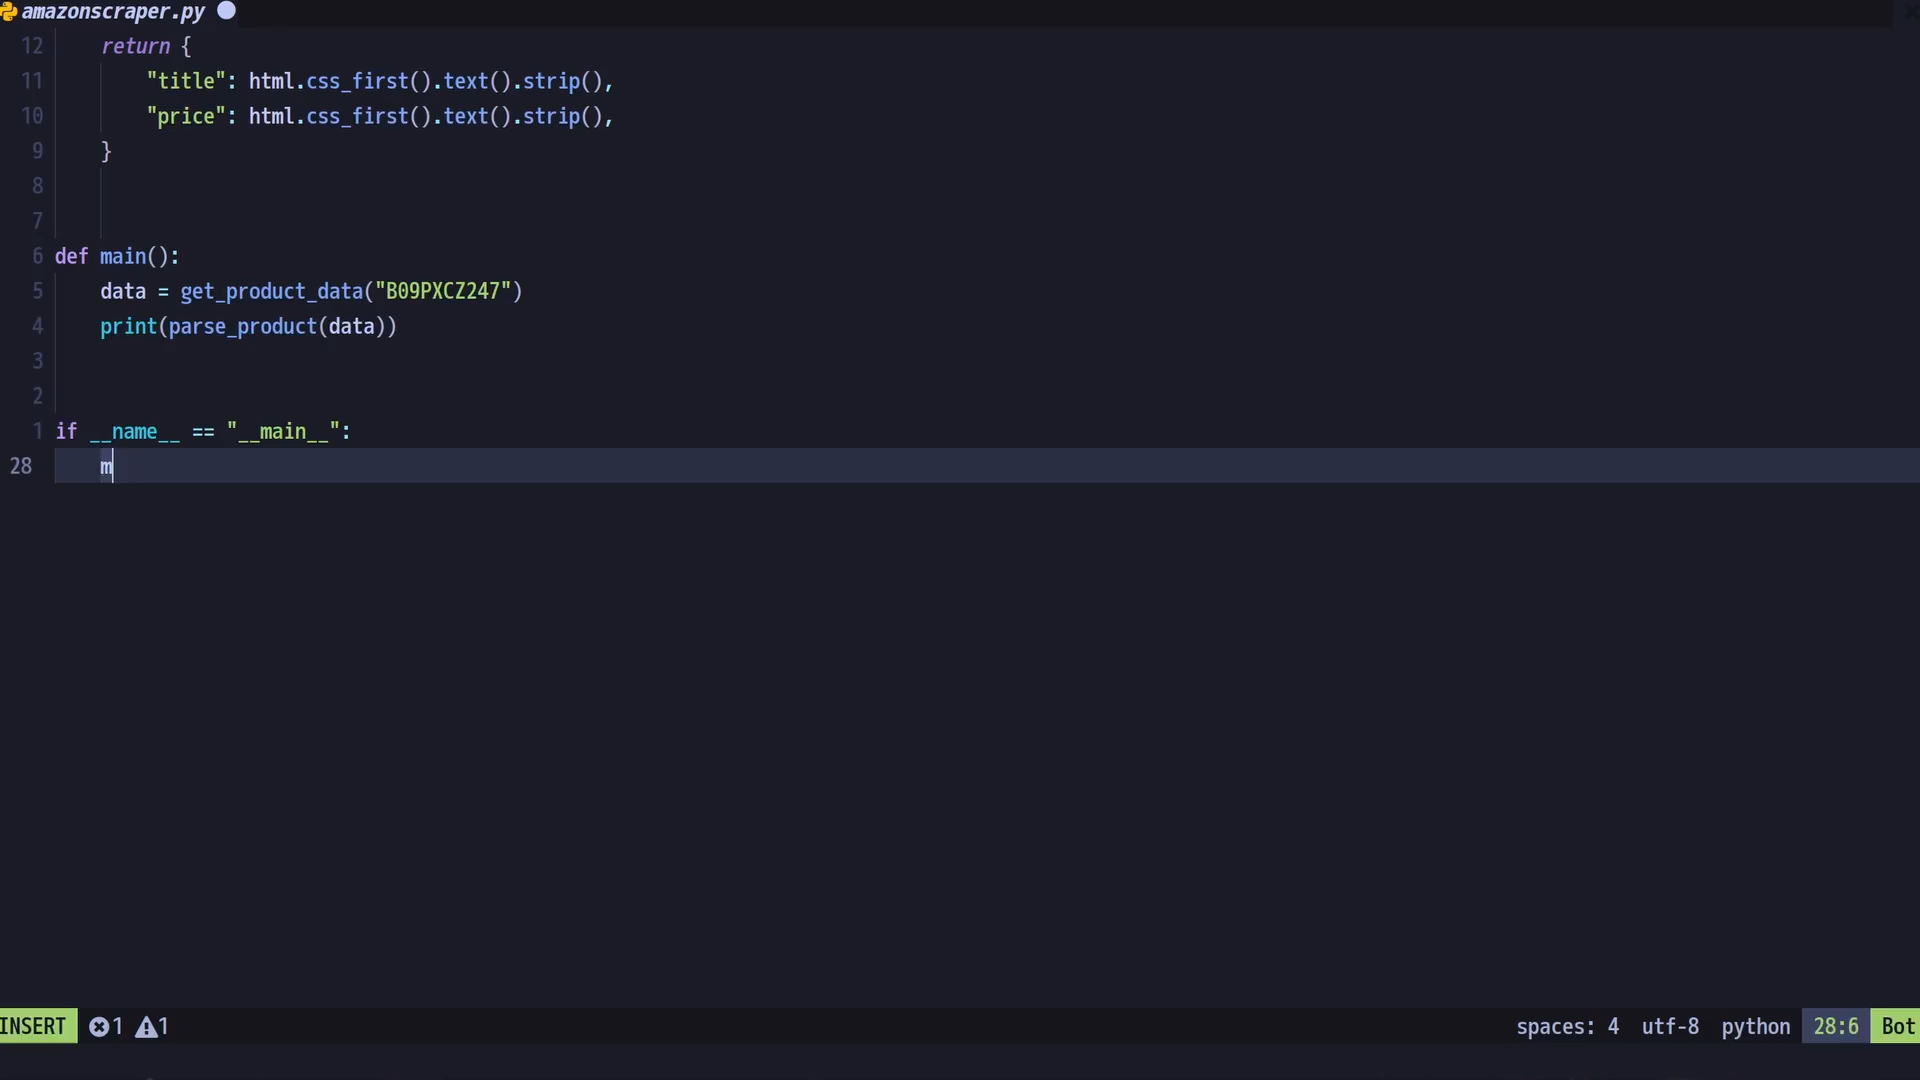 amazonscraper.py
12 return {
11 "title": html.css_first().text().strip(),
10 "price": html.css_first().text().strip(),
9 }
8
7
6 def main():
5 data = get_product_data("B09PXCZ247")
4 print(parse_product(data))
3
2
1 if __name__ == "__main__":
28 m
INSERT 1 1 spaces: 4 utf-8 python 28:6 Bot